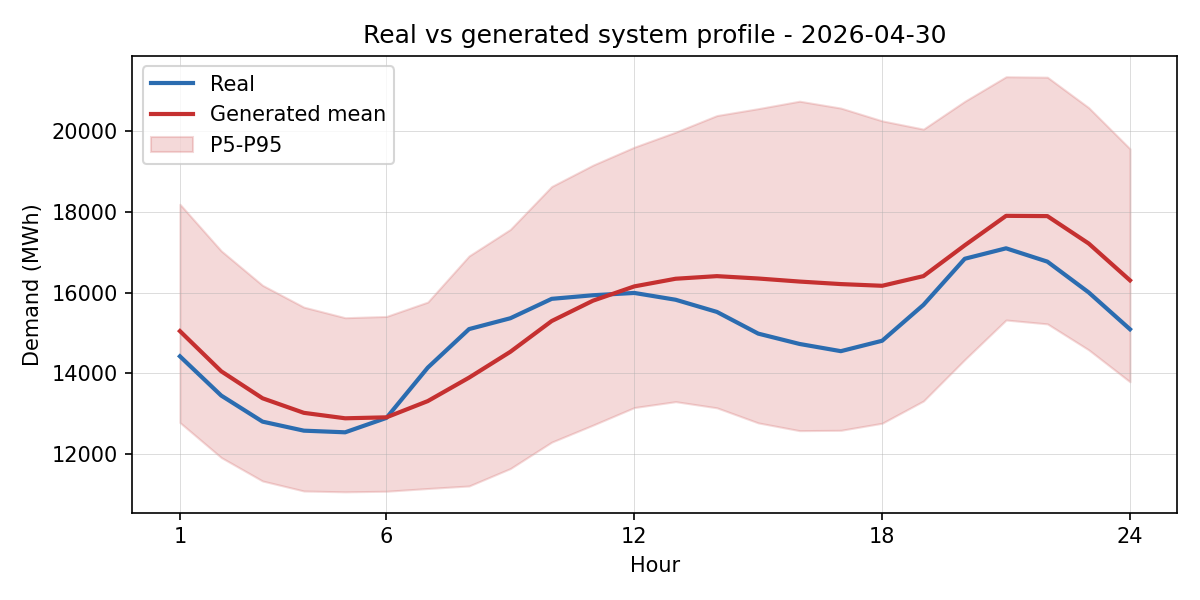 Real vs generated system profile - 2026-04-30
Real
Generated mean
P5-P95
Demand (MWh)
20000
18000
16000
14000
12000
1 6 12 18 24
Hour